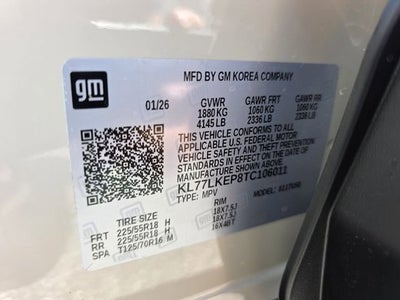 gm
MFD BY GM KOREA COMPANY
01/26 GVWR GAWR FRT GAWR RR
1880 KG 1060 KG 1060 KG
4145 LB 2336 LB 2336 LB
THIS VEHICLE CONFORMS TO ALL
APPLICABLE U.S. FEDERAL MOTOR
VEHICLE SAFETY STANDARDS
IN EFFECT ON THE DATE OF
MANUFACTURE SHOWN ABOVE.
KL77LKEP8TC106011
TYPE: MPV MODEL:
TIRE SIZE RIM
FRT 225/55R18 H 18X7.5J
RR 225/55R18 H 18X7.5J
SPA T125/70R16 M 16X4BT